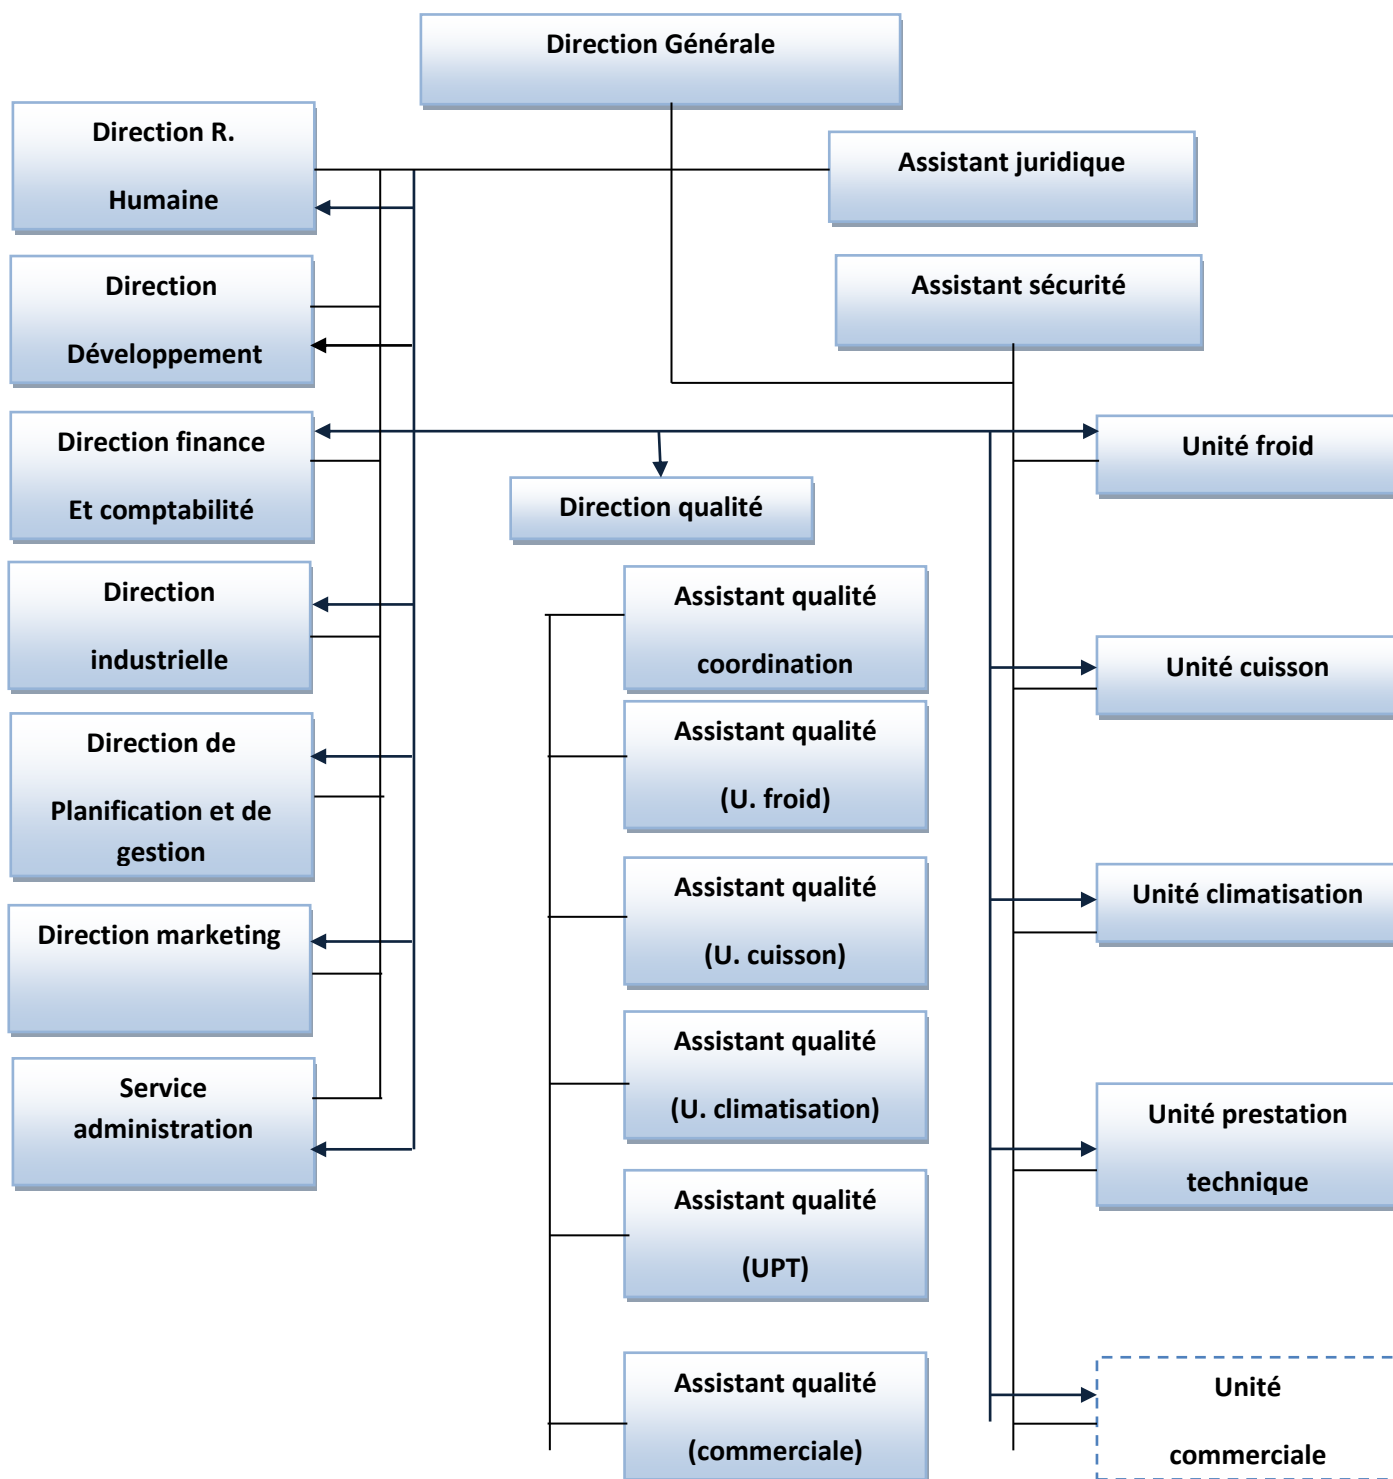 Direction Générale
Direction R.
Humaine
Assistant juridique
Direction
Développement
Assistant sécurité
Direction finance
Et comptabilité
Unité froid
Direction qualité
Direction
industrielle
Assistant qualité
coordination
Unité cuisson
Direction de
Planification et de
gestion
Assistant qualité
(U. froid)
Direction marketing
Assistant qualité
(U. cuisson)
Unité climatisation
Service
administration
Assistant qualité
(U. climatisation)
Unité prestation
technique
Assistant qualité
(UPT)
Assistant qualité
(commerciale)
Unité
commerciale